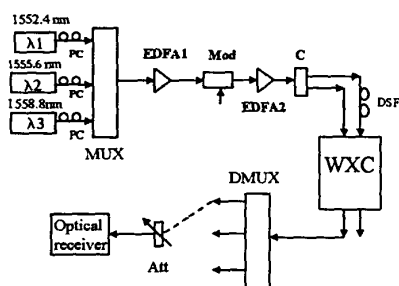 1552.4 nm
λ1
PC
1555.6 nm
λ2
PC
1558.8nm
λ3
PC
MUX
EDFA1
Mod
EDFA2
C
DSF
WXC
DMUX
Optical
receiver
Att